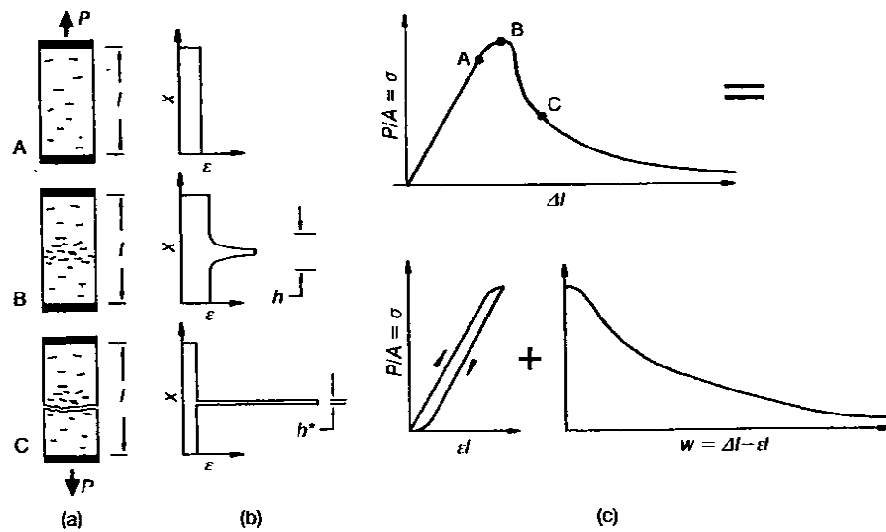 P
l
A
x
ε
l
B
x
ε
h
l
C
P
x
ε
h*
(a)
(b)
P/A = σ
A
B
C
Δl
=
P/A = σ
εl
+
w = Δl – εl
(c)